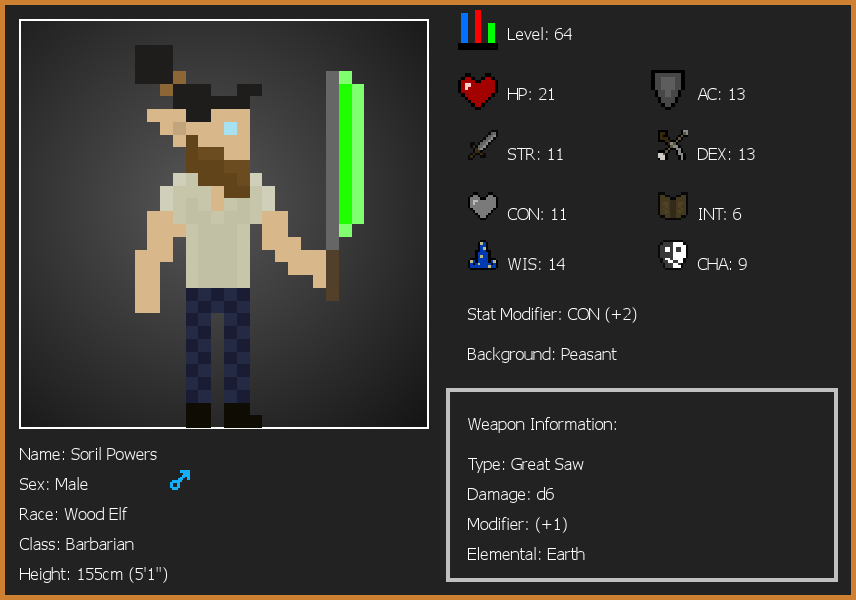 Level: 64
HP: 21
AC: 13
STR: 11
DEX: 13
CON: 11
INT: 6
WIS: 14
CHA: 9
Stat Modifier: CON (+2)
Background: Peasant
Weapon Information:
Type: Great Saw
Damage: d6
Modifier: (+1)
Elemental: Earth
Name: Soril Powers
Sex: Male
Race: Wood Elf
Class: Barbarian
Height: 155cm (5'1")